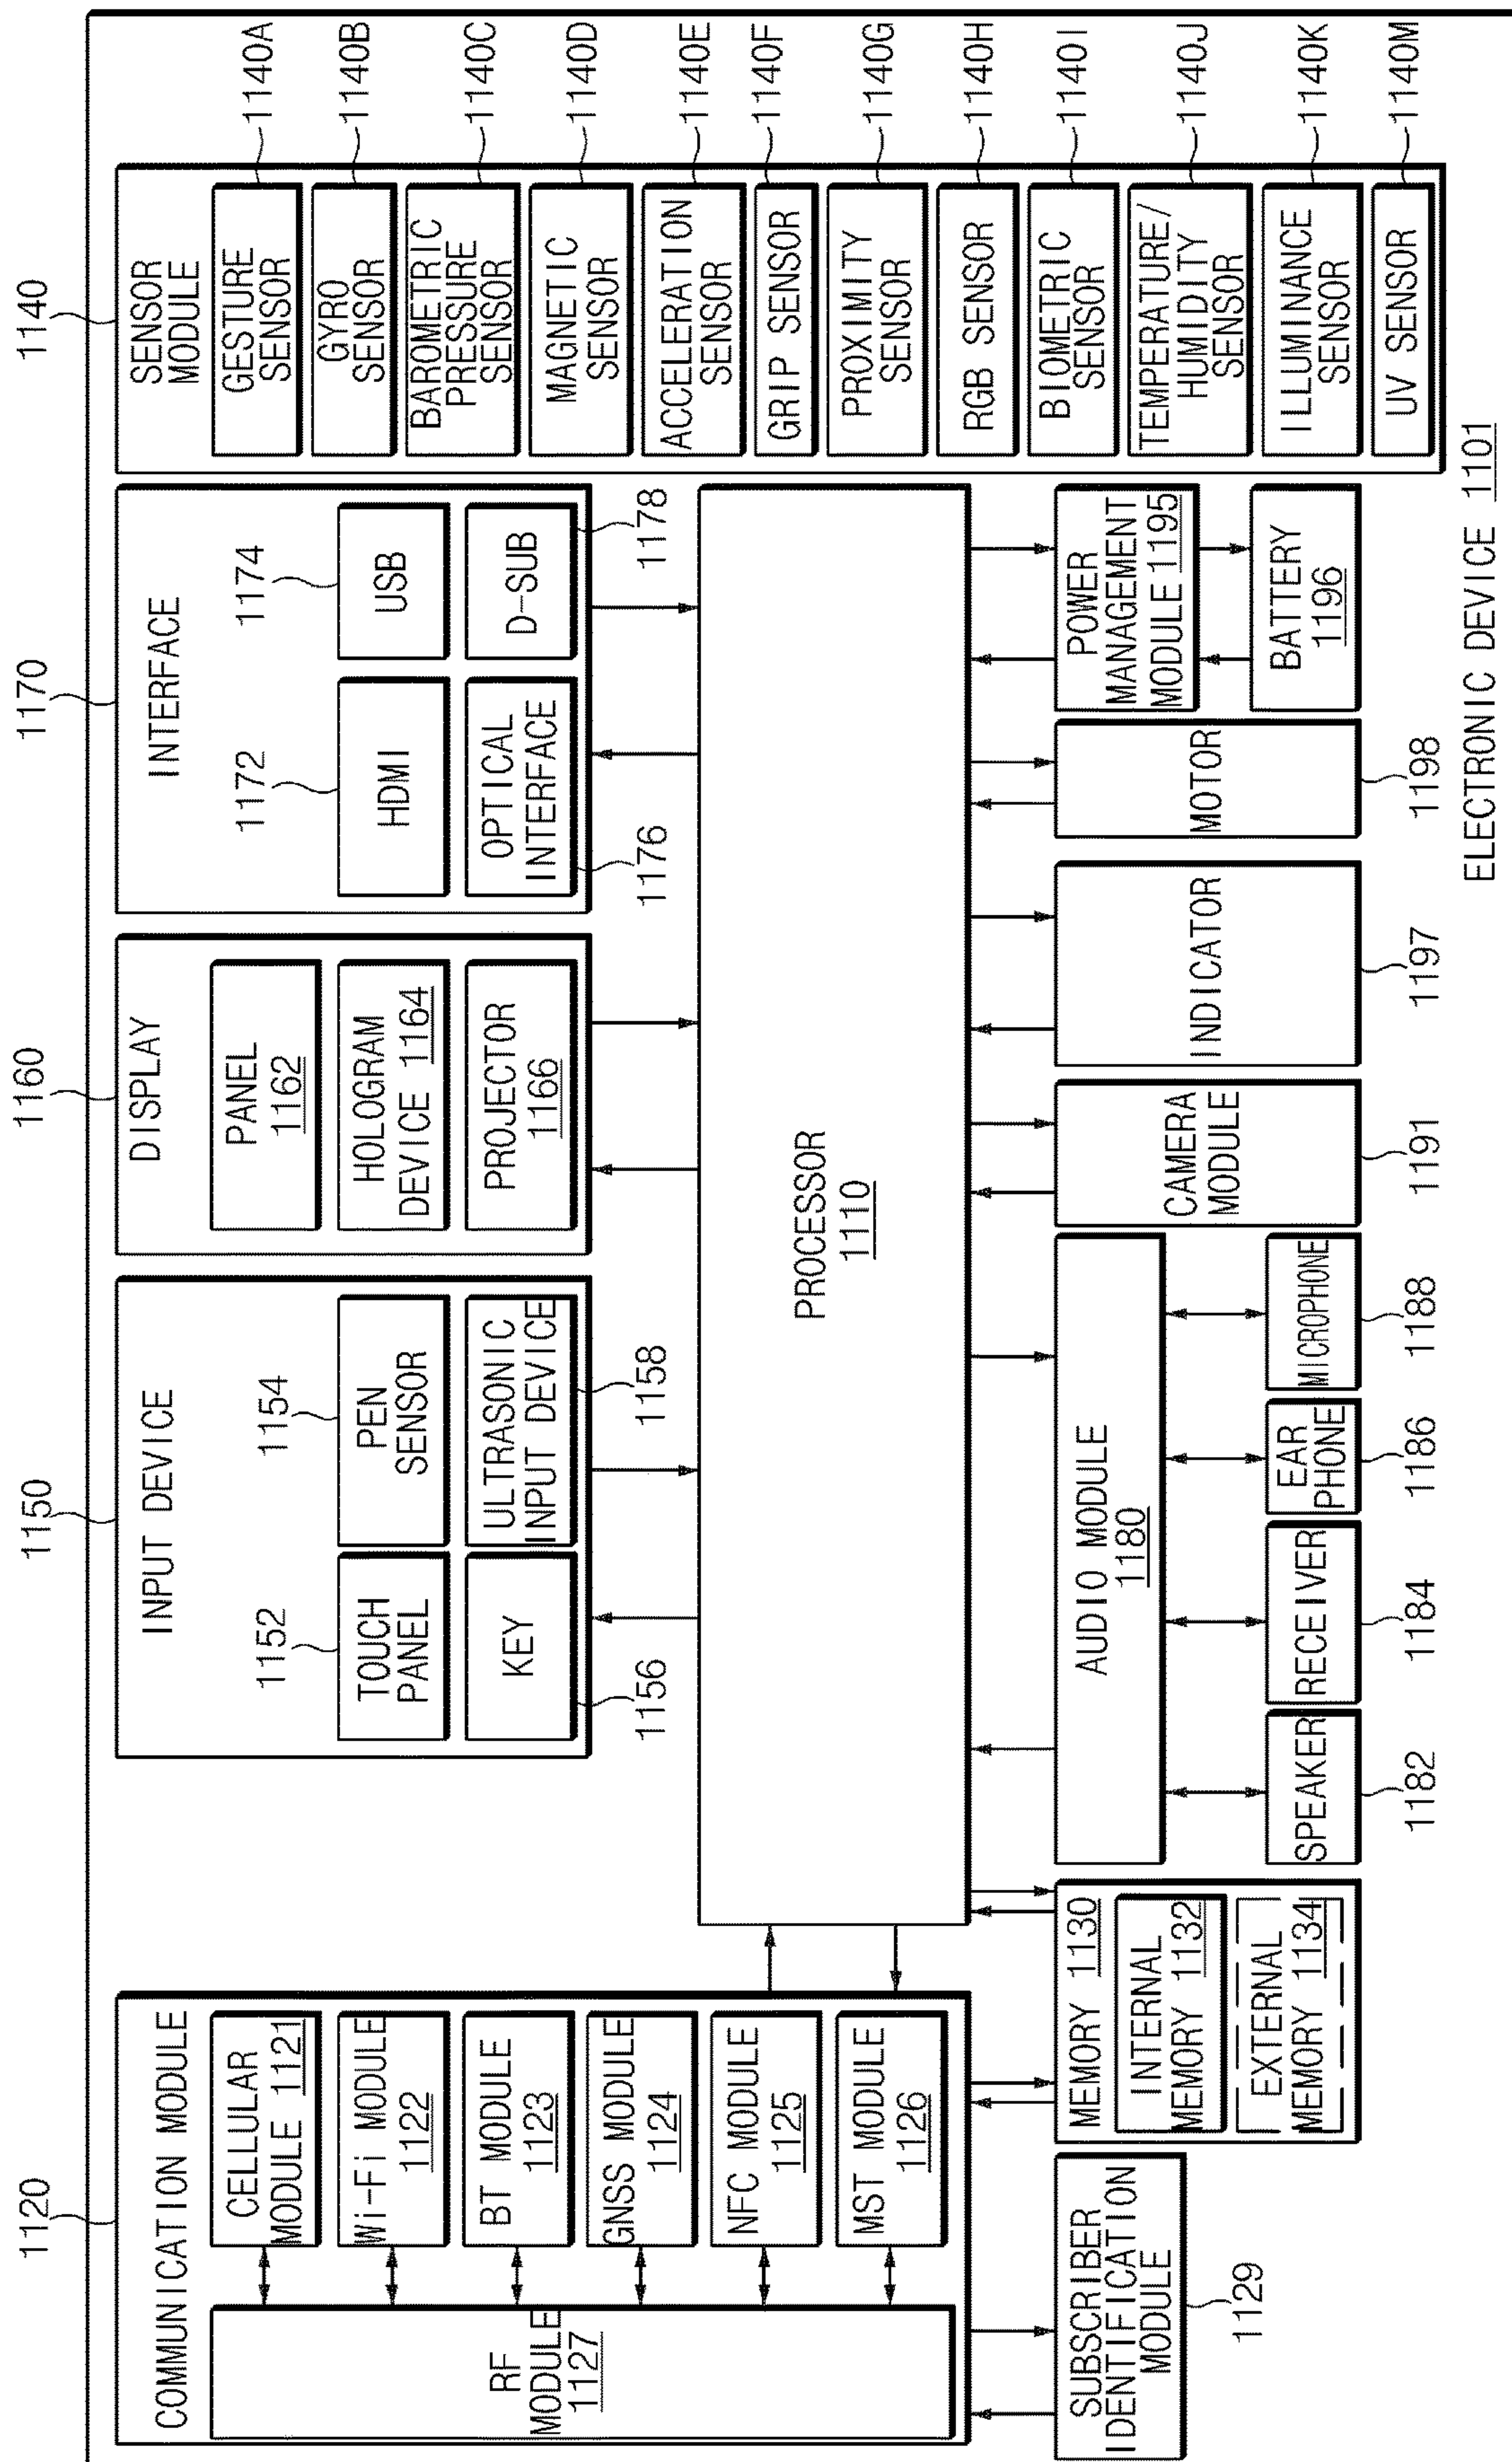 1120
COMMUNICATION MODULE
RF
MODULE
1127
CELLULAR
MODULE 1121
Wi-Fi MODULE
1122
BT MODULE
1123
GNSS MODULE
1124
NFC MODULE
1125
MST MODULE
1126
SUBSCRIBER
IDENTIFICATION
MODULE
1129
MEMORY 1130
INTERNAL
MEMORY 1132
EXTERNAL
MEMORY 1134
1150
INPUT DEVICE
1152
TOUCH
PANEL
1154
PEN
SENSOR
KEY
1156
ULTRASONIC
INPUT DEVICE
1158
1160
DISPLAY
PANEL
1162
HOLOGRAM
DEVICE 1164
PROJECTOR
1166
1170
INTERFACE
1172
HDMI
1174
USB
OPTICAL
INTERFACE
1176
D-SUB
1178
PROCESSOR
1110
AUDIO MODULE
1180
SPEAKER
1182
RECEIVER
1184
EAR
PHONE
1186
MICROPHONE
1188
CAMERA
MODULE
1191
INDICATOR
1197
MOTOR
1198
POWER
MANAGEMENT
MODULE 1195
BATTERY
1196
1140
SENSOR
MODULE
GESTURE
SENSOR
1140A
GYRO
SENSOR
1140B
BAROMETRIC
PRESSURE
SENSOR
1140C
MAGNETIC
SENSOR
1140D
ACCELERATION
SENSOR
1140E
GRIP SENSOR
1140F
PROXIMITY
SENSOR
1140G
RGB SENSOR
1140H
BIOMETRIC
SENSOR
1140I
TEMPERATURE/
HUMIDITY
SENSOR
1140J
ILLUMINANCE
SENSOR
1140K
UV SENSOR
1140M
ELECTRONIC DEVICE 1101